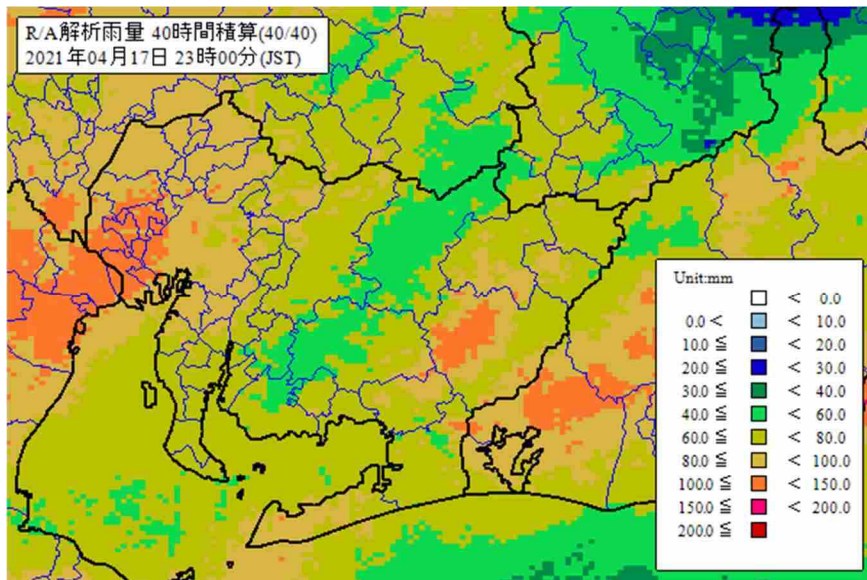 R/A解析雨量 40時間積算(40/40)
2021年04月17日 23時00分(JST)
Unit:mm
< 0.0
0.0 < < 10.0
10.0 ≦ < 20.0
20.0 ≦ < 30.0
30.0 ≦ < 40.0
40.0 ≦ < 60.0
60.0 ≦ < 80.0
80.0 ≦ < 100.0
100.0 ≦ < 150.0
150.0 ≦ < 200.0
200.0 ≦